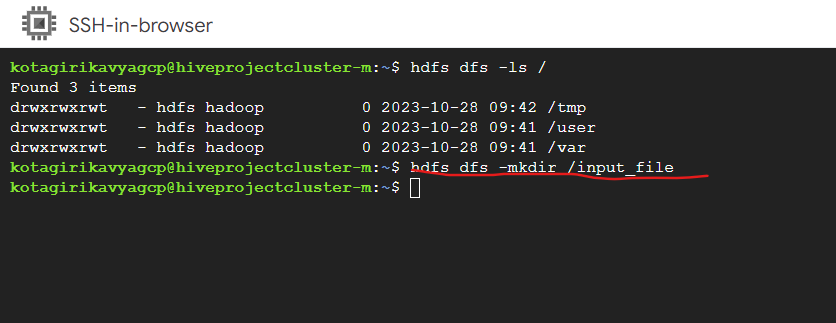 SSH-in-browser
kotagirikavyagcp@hiveprojectcluster-m:~$ hdfs dfs -ls /
Found 3 items
drwxrwxrwt   - hdfs hadoop          0 2023-10-28 09:42 /tmp
drwxrwxrwt   - hdfs hadoop          0 2023-10-28 09:41 /user
drwxrwxrwt   - hdfs hadoop          0 2023-10-28 09:41 /var
kotagirikavyagcp@hiveprojectcluster-m:~$ hdfs dfs -mkdir /input_file
kotagirikavyagcp@hiveprojectcluster-m:~$